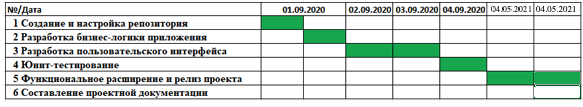 №/Дата 01.09.2020 02.09.2020 03.09.2020 04.09.2020 04.05.2021 04.05.2021
1 Создание и настройка репозитория
2 Разработка бизнес-логики приложения
3 Разработка пользовательского интерфейса
4 Юнит-тестирование
5 Функциональное расширение и релиз проекта
6 Составление проектной документации